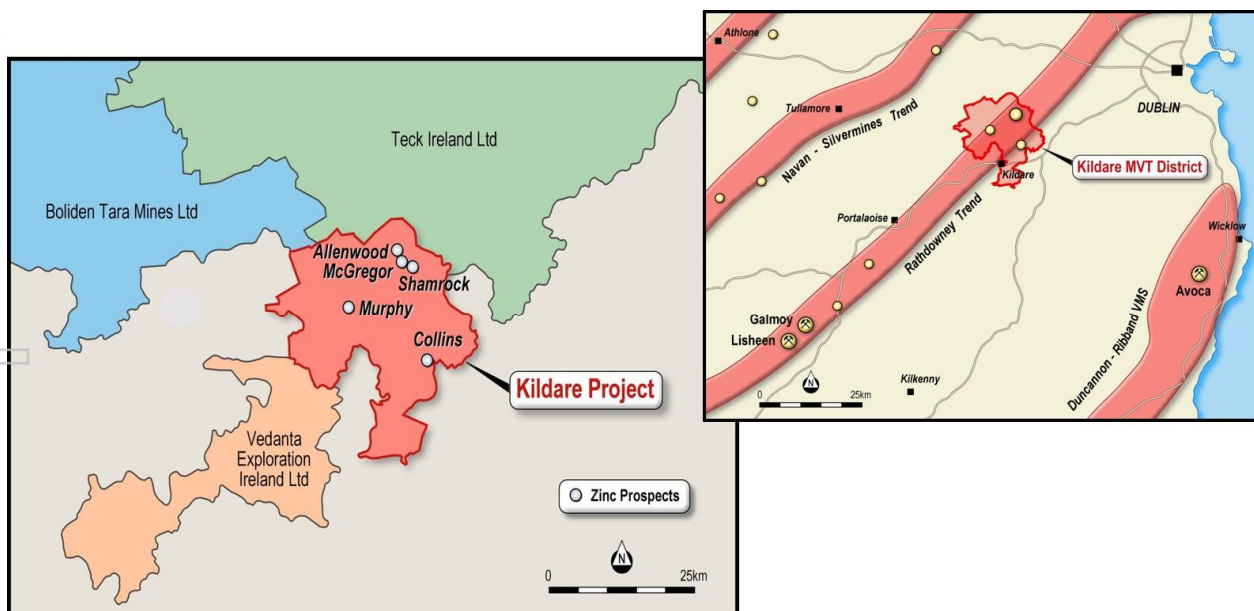 Teck Ireland Ltd
Boliden Tara Mines Ltd
Allenwood
McGregor
Shamrock
Murphy
Collins
Kildare Project
Vedanta
Exploration
Ireland Ltd
Zinc Prospects
N
0
25km
Athlone
DUBLIN
Tullamore
Navan - Silvermines Trend
Kildare
Kildare MVT District
Portalaoise
Rathdowney Trend
Wicklow
Avoca
Galmoy
Lisheen
Duncannon - Ribband VMS
Kilkenny
N
0
25km